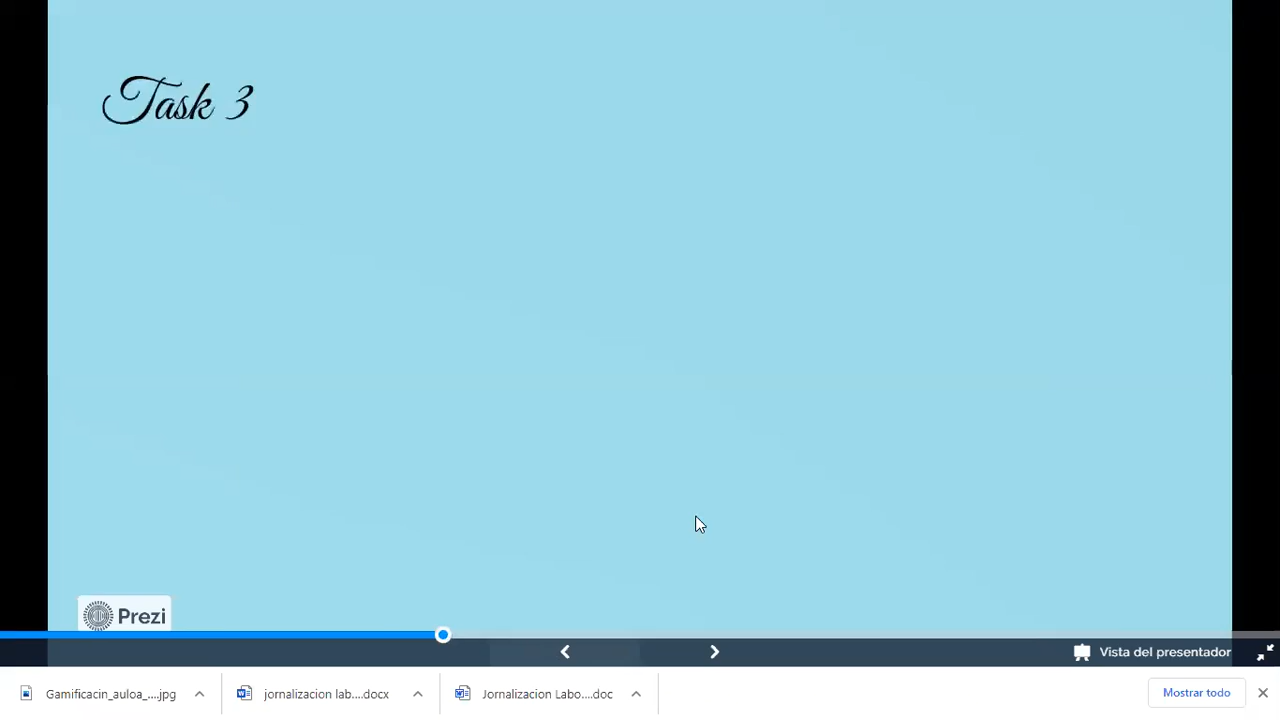 Task 3
Prezi
Vista del presentador
Gamificacin_auloa_....jpg
jornalizacion lab....docx
Jornalizacion Labo....doc
Mostrar todo